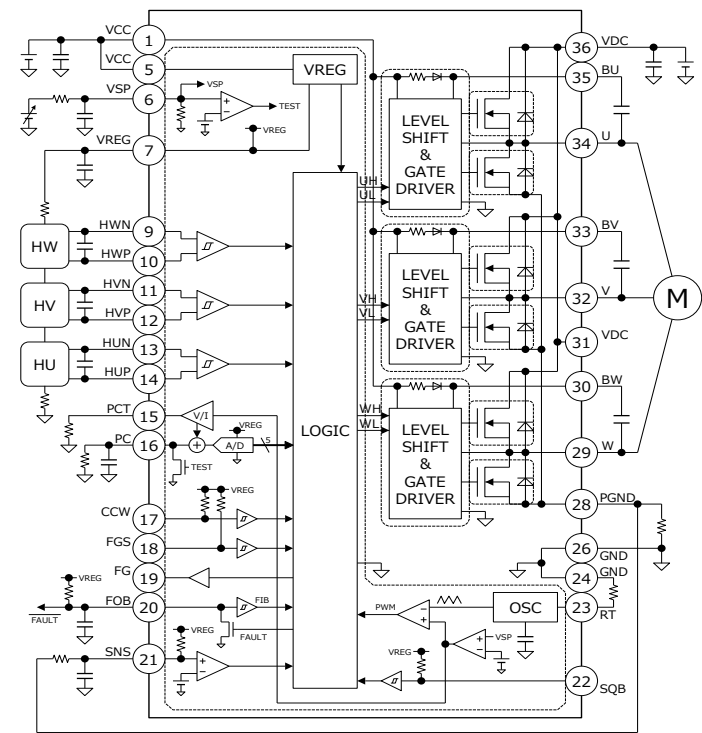 VCC
1
VCC
5
VSP
6
VREG
7
HWN
9
HWP
10
HVN
11
HVP
12
HUN
13
HUP
14
PCT
15
PC
16
CCW
17
FGS
18
FG
19
FOB
20
SNS
21
HW
HV
HU
FAULT
VREG
VSP
TEST
VREG
V/I
VREG
A/D
5
TEST
VREG
VREG
FIB
FAULT
VREG
LOGIC
UH
UL
VH
VL
WH
WL
LEVEL
SHIFT
&
GATE
DRIVER
LEVEL
SHIFT
&
GATE
DRIVER
LEVEL
SHIFT
&
GATE
DRIVER
PWM
OSC
VSP
VREG
36
VDC
35
BU
34
U
33
BV
32
V
31
VDC
30
BW
29
W
28
PGND
26
GND
24
GND
23
RT
22
SQB
M
+
−
+
+
−
−
+
+
−